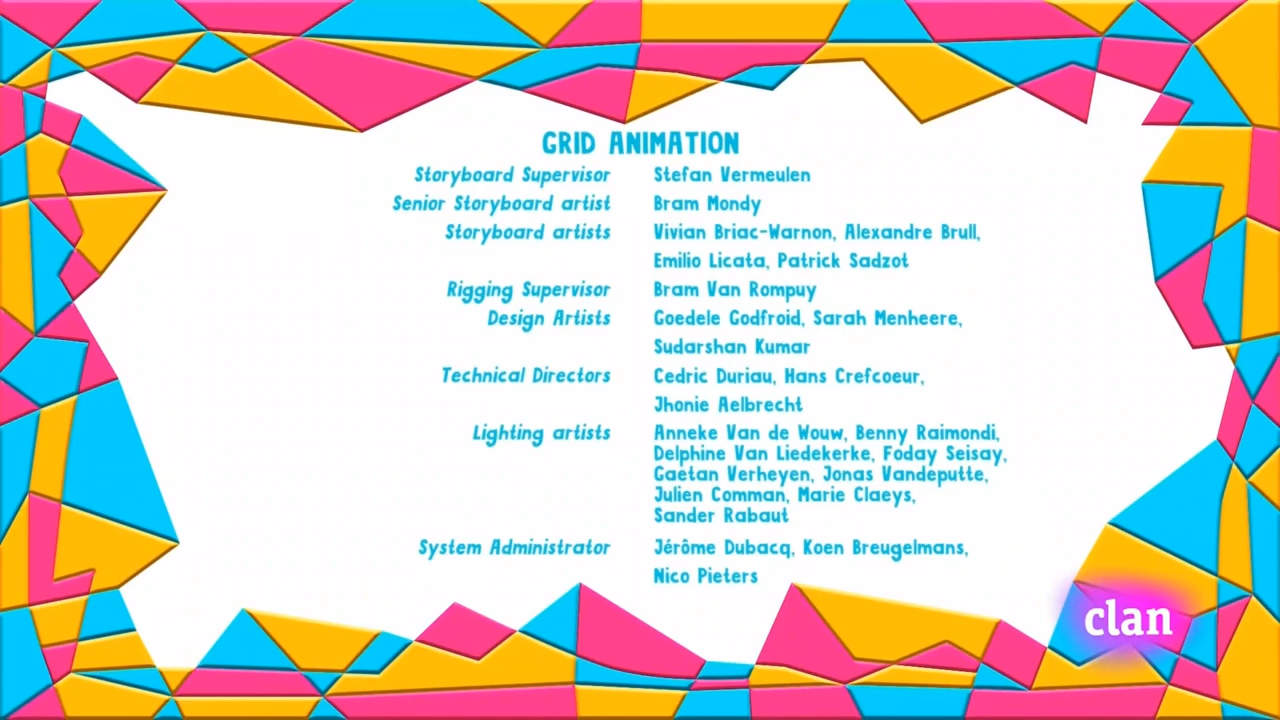 GRID ANIMATION
Storyboard Supervisor Stefan Vermeulen
Senior Storyboard artist Bram Mondy
Storyboard artists Vivian Briac-Warnon, Alexandre Brull,
Emilio Licata, Patrick Sadzot
Rigging Supervisor Bram Van Rompuy
Design Artists Goedele Godfroid, Sarah Menheere,
Sudarshan Kumar
Technical Directors Cedric Duriau, Hans Crefcoeur,
Jhonie Aelbrecht
Lighting artists Anneke Van de Wouw, Benny Raimondi,
Delphine Van Liedekerke, Foday Seisay,
Gaetan Verheyen, Jonas Vandeputte,
Julien Comman, Marie Claeys,
Sander Rabaut
System Administrator Jérôme Dubacq, Koen Breugelmans,
Nico Pieters
clan